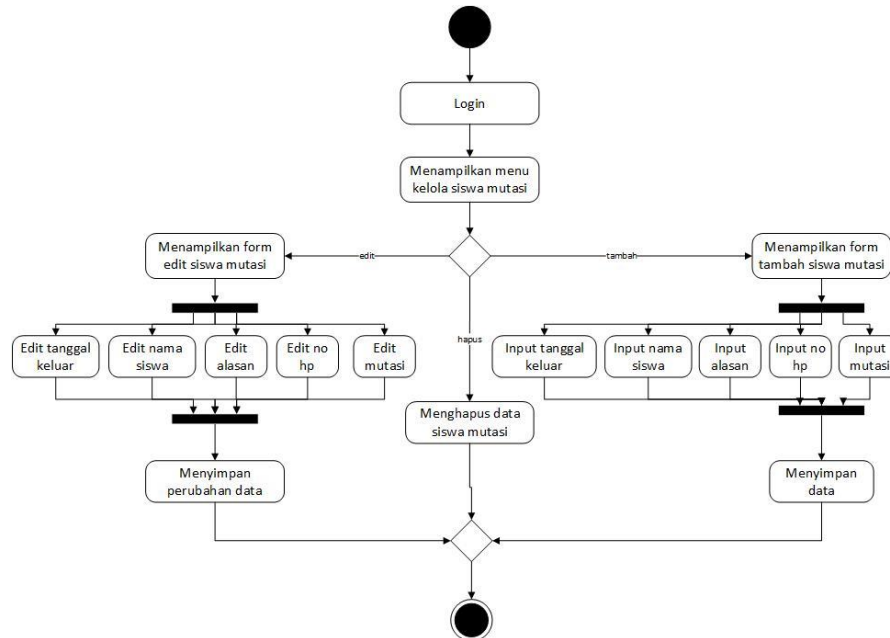 Login
Menampilkan menu
kelola siswa mutasi
Menampilkan form
edit siswa mutasi
edit
tambah
Menampilkan form
tambah siswa mutasi
hapus
Edit tanggal
keluar
Edit nama
siswa
Edit
alasan
Edit no
hp
Edit
mutasi
Input tanggal
keluar
Input nama
siswa
Input
alasan
Input no
hp
Input
mutasi
Menghapus data
siswa mutasi
Menyimpan
perubahan data
Menyimpan
data